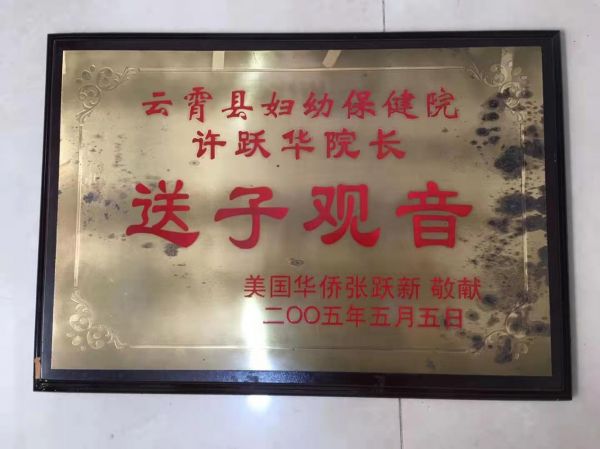 云霄县妇幼保健院
许跃华院长
送子观音
美国华侨张跃新 敬献
二〇〇五年五月五日